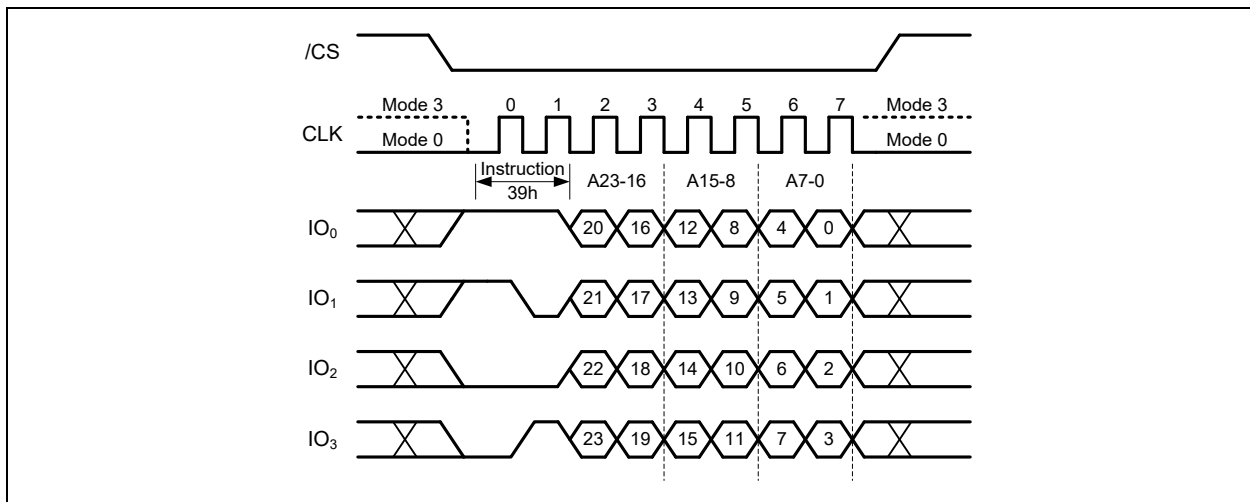 /CS
Mode 3 0 1 2 3 4 5 6 7 Mode 3
CLK Mode 0 Mode 0
Instruction
39h A23-16 A15-8 A7-0
IO0 20 16 12 8 4 0
IO1 21 17 13 9 5 1
IO2 22 18 14 10 6 2
IO3 23 19 15 11 7 3